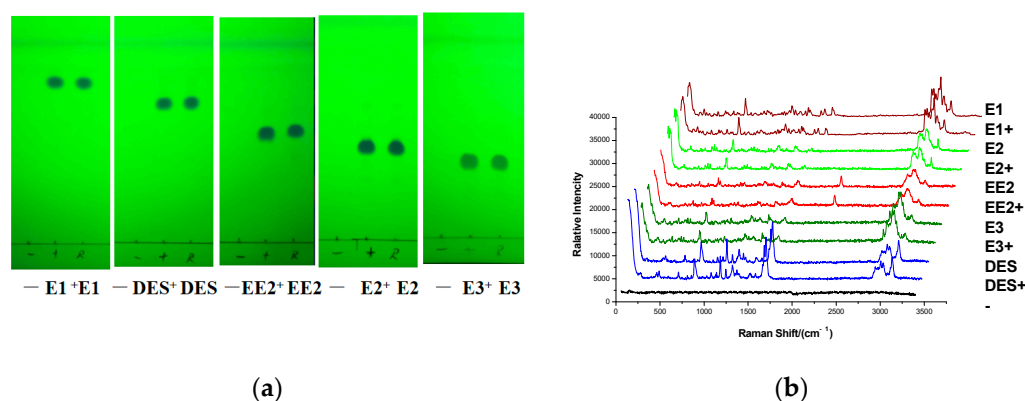 - + R
- + R
- + R
- + R
- + R
— E1 +E1
— DES+ DES
—EE2+ EE2
— E2+ E2
— E3+ E3
(a)
40000
35000
30000
25000
20000
15000
10000
5000
0
Ralative Intencity
0 500 1000 1500 2000 2500 3000 3500
Raman Shift/(cm-1)
E1
E1+
E2
E2+
EE2
EE2+
E3
E3+
DES
DES+
-
(b)